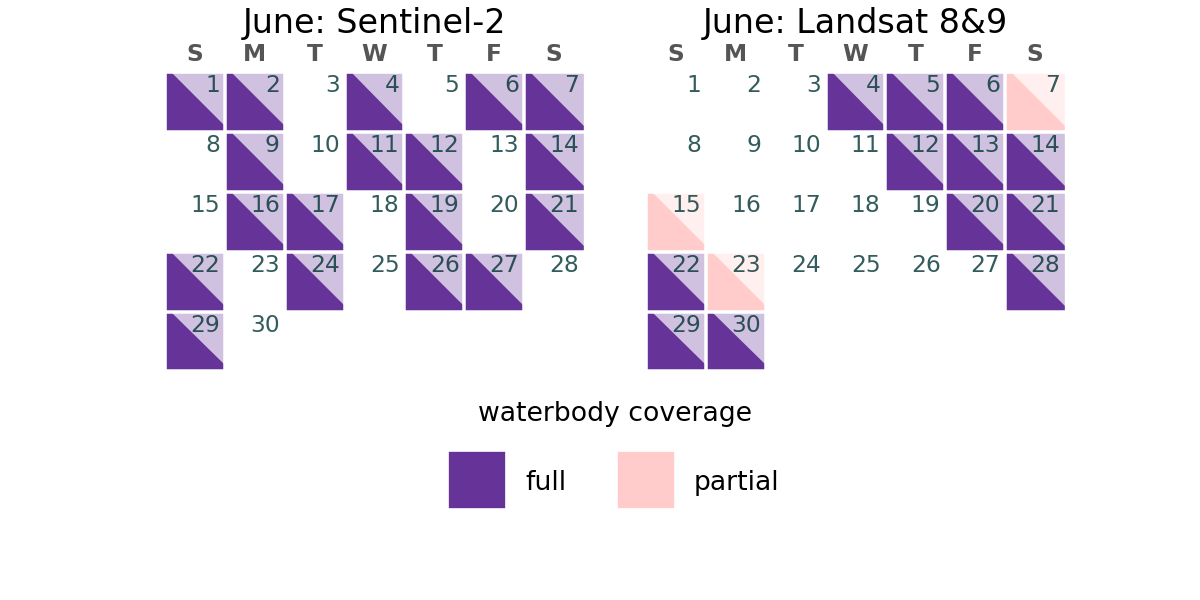 June: Sentinel-2
S M T W T F S
1 2 3 4 5 6 7
8 9 10 11 12 13 14
15 16 17 18 19 20 21
22 23 24 25 26 27 28
29 30
June: Landsat 8&9
S M T W T F S
1 2 3 4 5 6 7
8 9 10 11 12 13 14
15 16 17 18 19 20 21
22 23 24 25 26 27 28
29 30
waterbody coverage
full partial